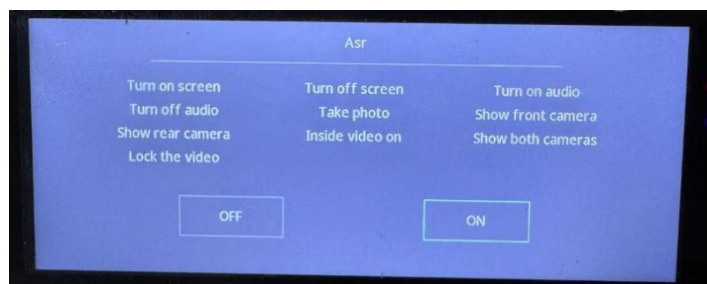 Asr
Turn on screen Turn off screen Turn on audio
Turn off audio Take photo Show front camera
Show rear camera Inside video on Show both cameras
Lock the video
OFF ON